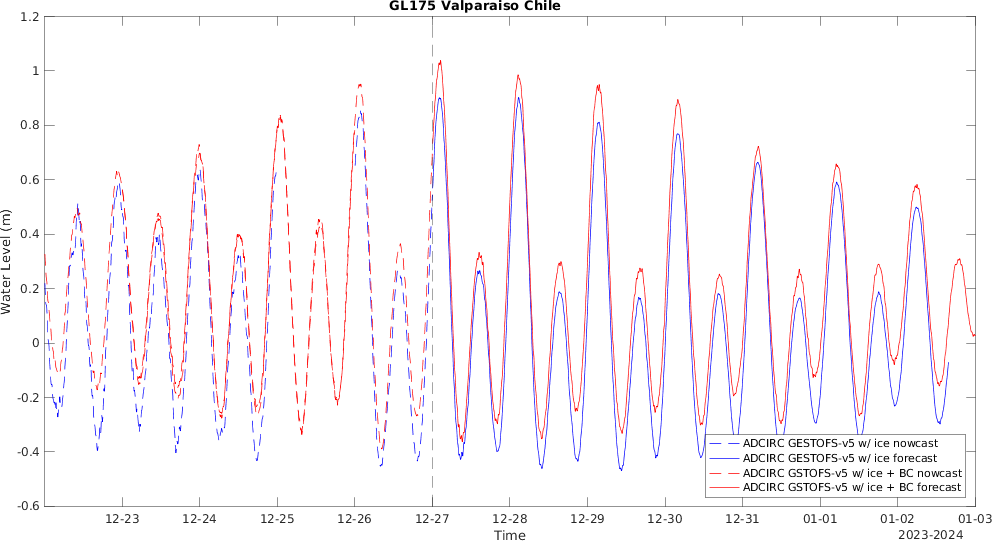 GL175 Valparaiso Chile
1.2
1
0.8
0.6
0.4
0.2
0
-0.2
-0.4
-0.6
Water Level (m)
ADCIRC GESTOFS-v5 w/ ice nowcast
ADCIRC GESTOFS-v5 w/ ice forecast
ADCIRC GSTOFS-v5 w/ ice + BC nowcast
ADCIRC GSTOFS-v5 w/ ice + BC forecast
12-23 12-24 12-25 12-26 12-27 12-28 12-29 12-30 12-31 01-01 01-02 01-03
Time
2023-2024